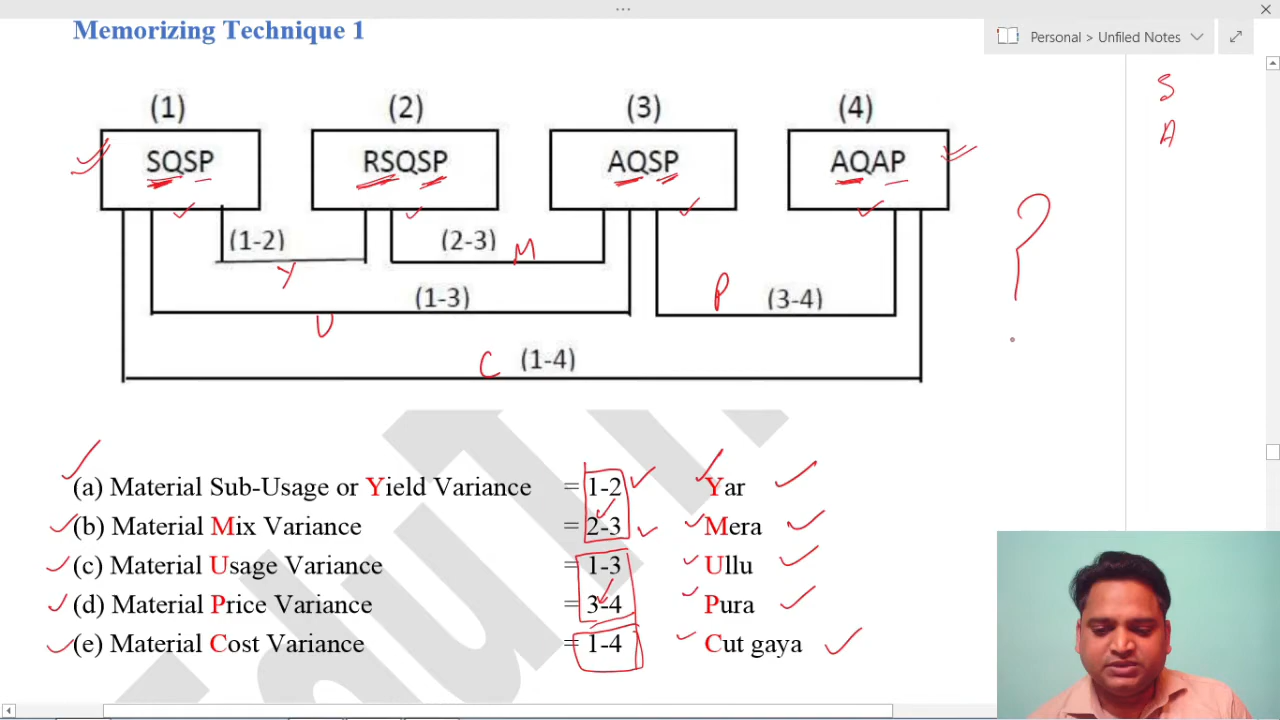 Memorizing Technique 1
Personal > Unfiled Notes
S
A
(1) (2) (3) (4)
SQSP RSQSP AQSP AQAP
(1-2) (2-3) M
Y
P (3-4)
(1-3)
U
C (1-4)
?
(a) Material Sub-Usage or Yield Variance = 1-2 Yar
(b) Material Mix Variance = 2-3 Mera
(c) Material Usage Variance = 1-3 Ullu
(d) Material Price Variance = 3-4 Pura
(e) Material Cost Variance = 1-4 Cut gaya